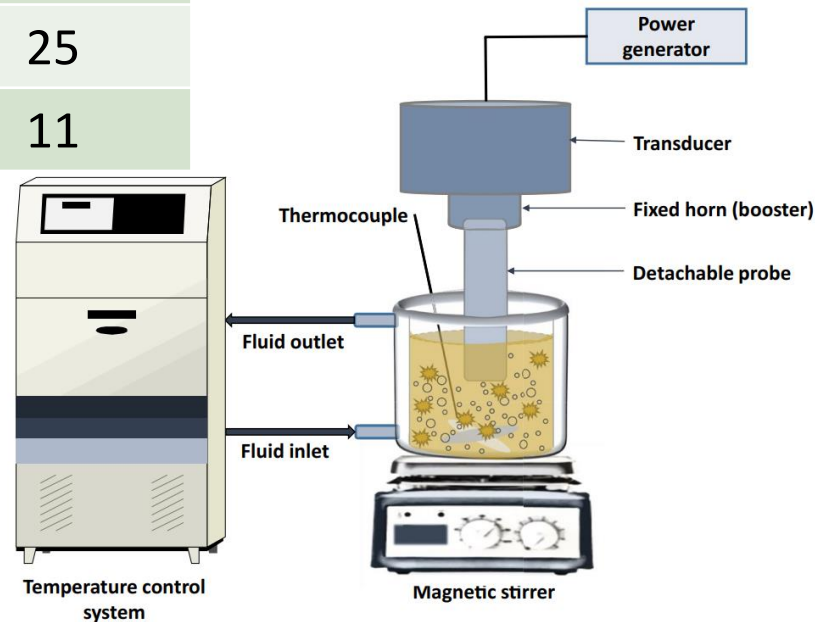 25
11
Power
generator
Transducer
Fixed horn (booster)
Thermocouple
Detachable probe
Fluid outlet
Fluid inlet
Temperature control
system
Magnetic stirrer